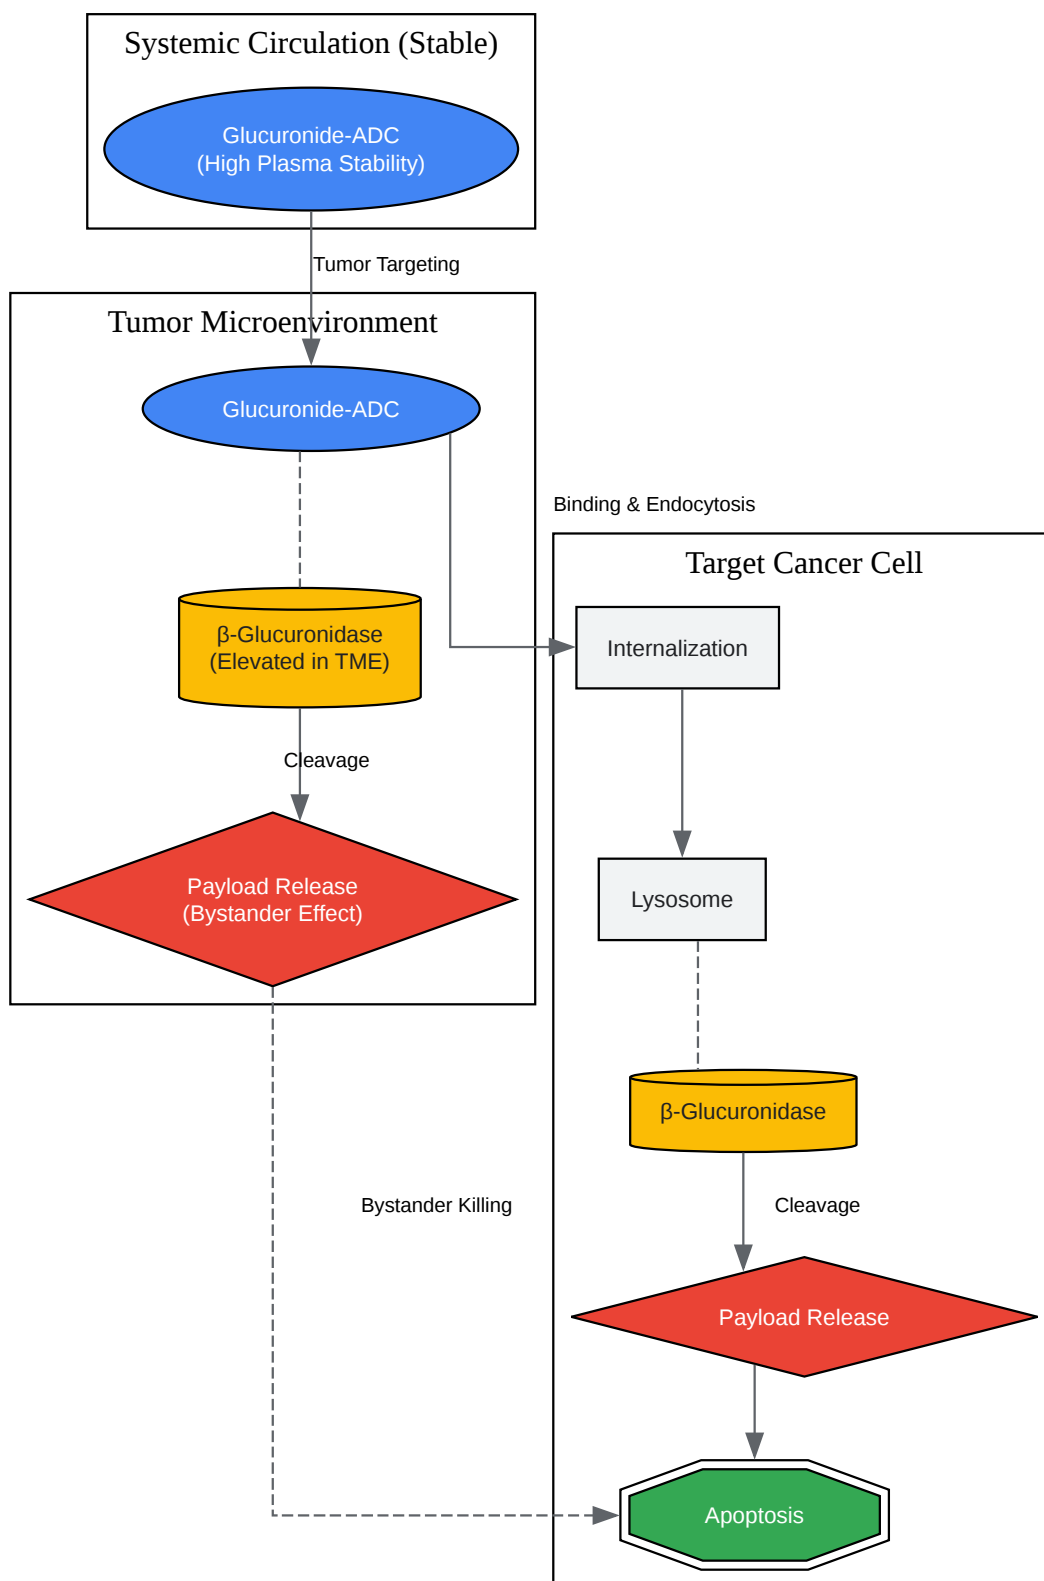 Systemic Circulation (Stable)
Glucuronide-ADC
(High Plasma Stability)
Tumor Targeting
Tumor Microenvironment
Glucuronide-ADC
Binding & Endocytosis
Target Cancer Cell
β-Glucuronidase
(Elevated in TME)
Internalization
Cleavage
Payload Release
(Bystander Effect)
Lysosome
β-Glucuronidase
Bystander Killing
Cleavage
Payload Release
Apoptosis